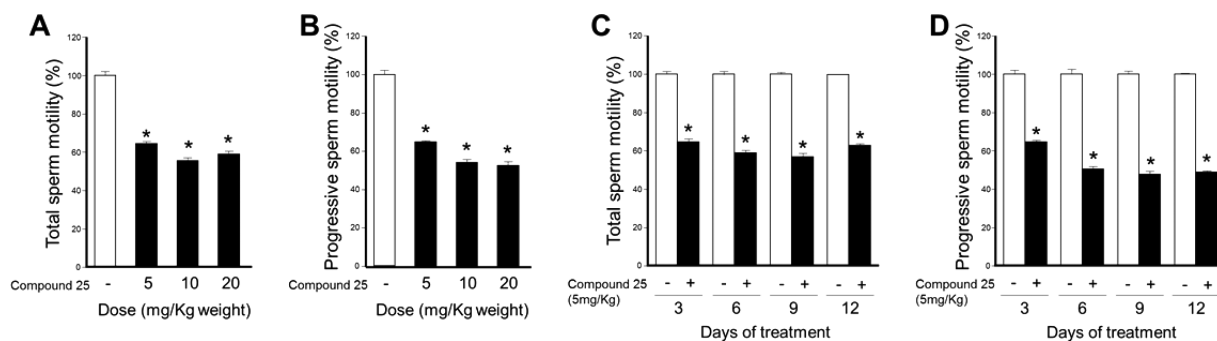 A
Total sperm motility (%)
120
100
80
60
40
20
0
* * *
Compound 25 - 5 10 20
Dose (mg/Kg weight)
B
Progressive sperm motility (%)
120
100
80
60
40
20
0
* * *
- 5 10 20
Dose (mg/Kg weight)
C
Total sperm motility (%)
120
100
80
60
40
20
0
* * * *
Compound 25 - + - + - + - +
(5mg/Kg)
3 6 9 12
Days of treatment
D
Progressive sperm motility (%)
120
100
80
60
40
20
0
* * * *
Compound 25 - + - + - + - +
(5mg/Kg)
3 6 9 12
Days of treatment